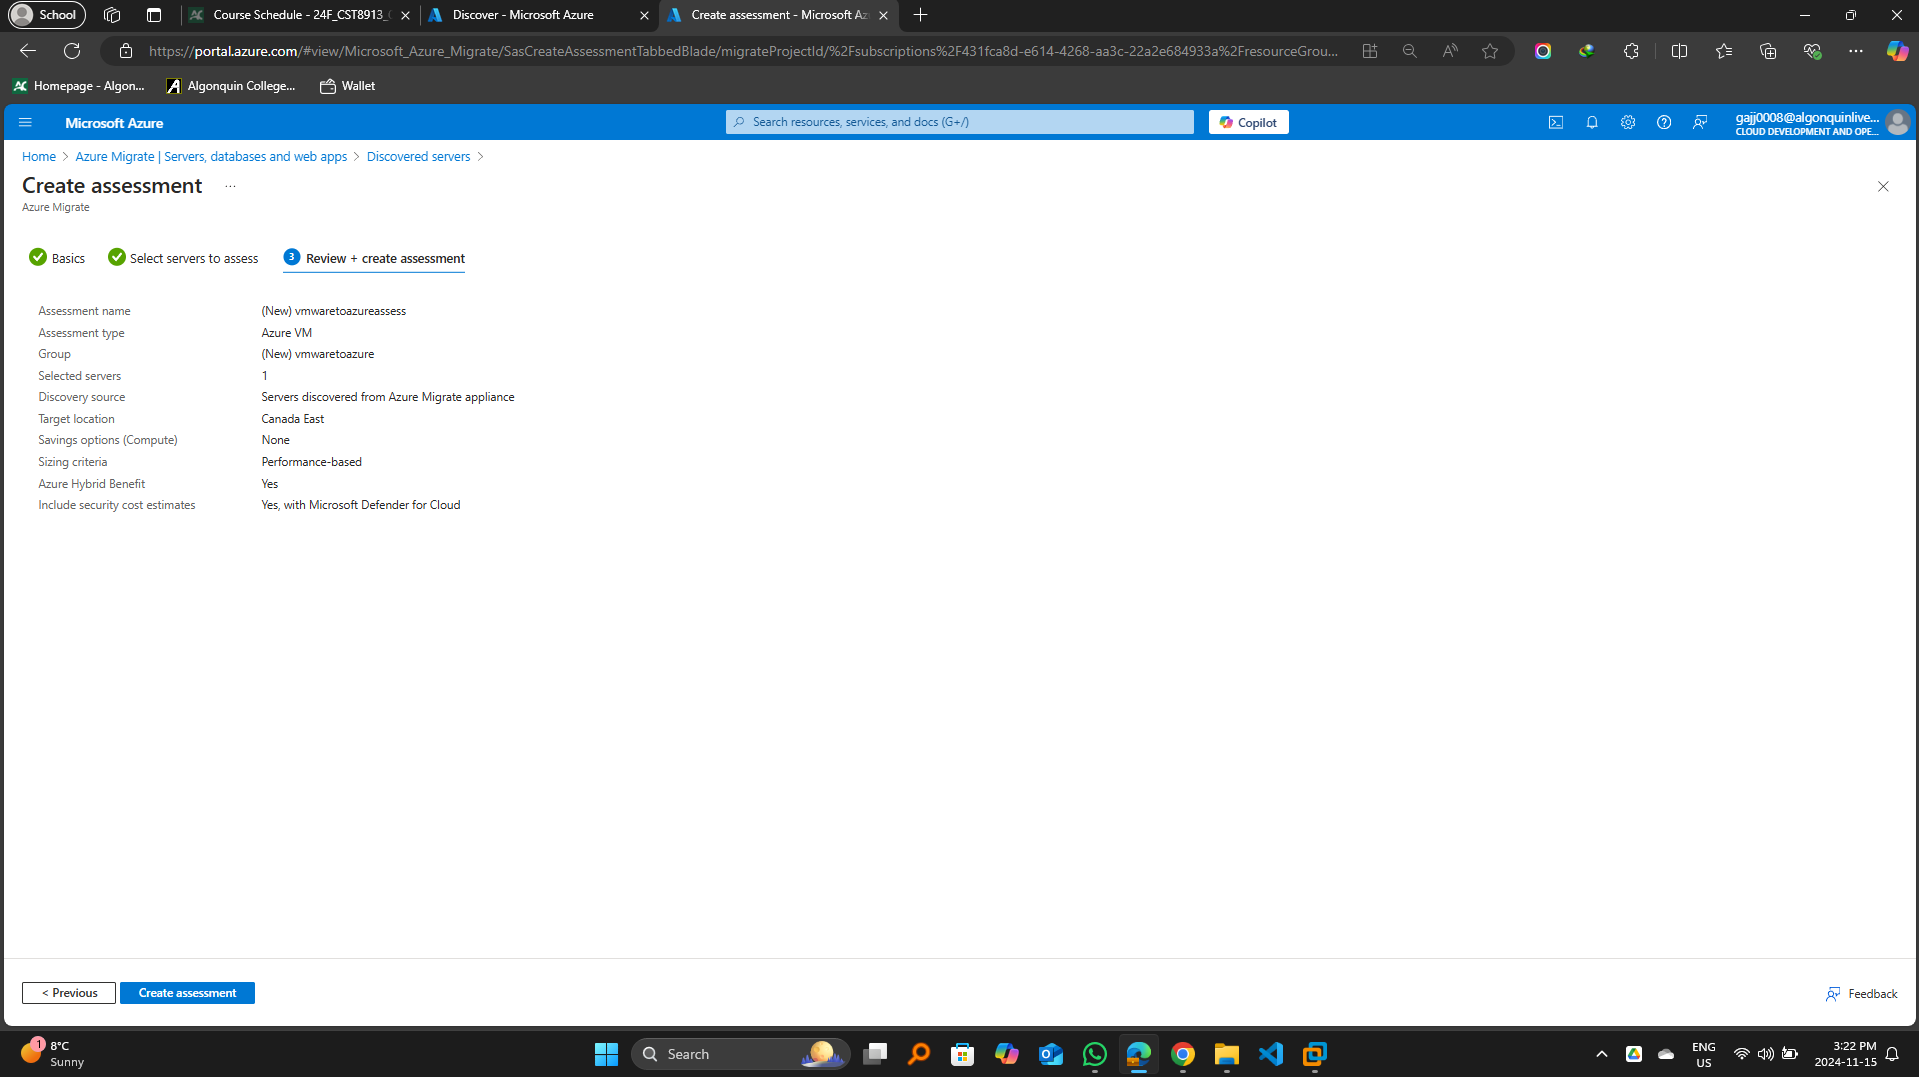 School
Course Schedule - 24F_CST8913_
Discover - Microsoft Azure
Create assessment - Microsoft Az
https://portal.azure.com/#view/Microsoft_Azure_Migrate/SasCreateAssessmentTabbedBlade/migrateProjectId/%2Fsubscriptions%2F431fca8d-e614-4268-aa3c-22a2e684933a%2FresourceGrou...
Homepage - Algon...
Algonquin College...
Wallet
Microsoft Azure
Search resources, services, and docs (G+/)
Copilot
gajj0008@algonquinlive...
CLOUD DEVELOPMENT AND OPE...
Home > Azure Migrate | Servers, databases and web apps > Discovered servers >
Create assessment ...
Azure Migrate
Basics
Select servers to assess
3 Review + create assessment
Assessment name (New) vmwaretoazureassess
Assessment type Azure VM
Group (New) vmwaretoazure
Selected servers 1
Discovery source Servers discovered from Azure Migrate appliance
Target location Canada East
Savings options (Compute) None
Sizing criteria Performance-based
Azure Hybrid Benefit Yes
Include security cost estimates Yes, with Microsoft Defender for Cloud
< Previous
Create assessment
Feedback
1
8°C
Sunny
Search
ENG
US
3:22 PM
2024-11-15